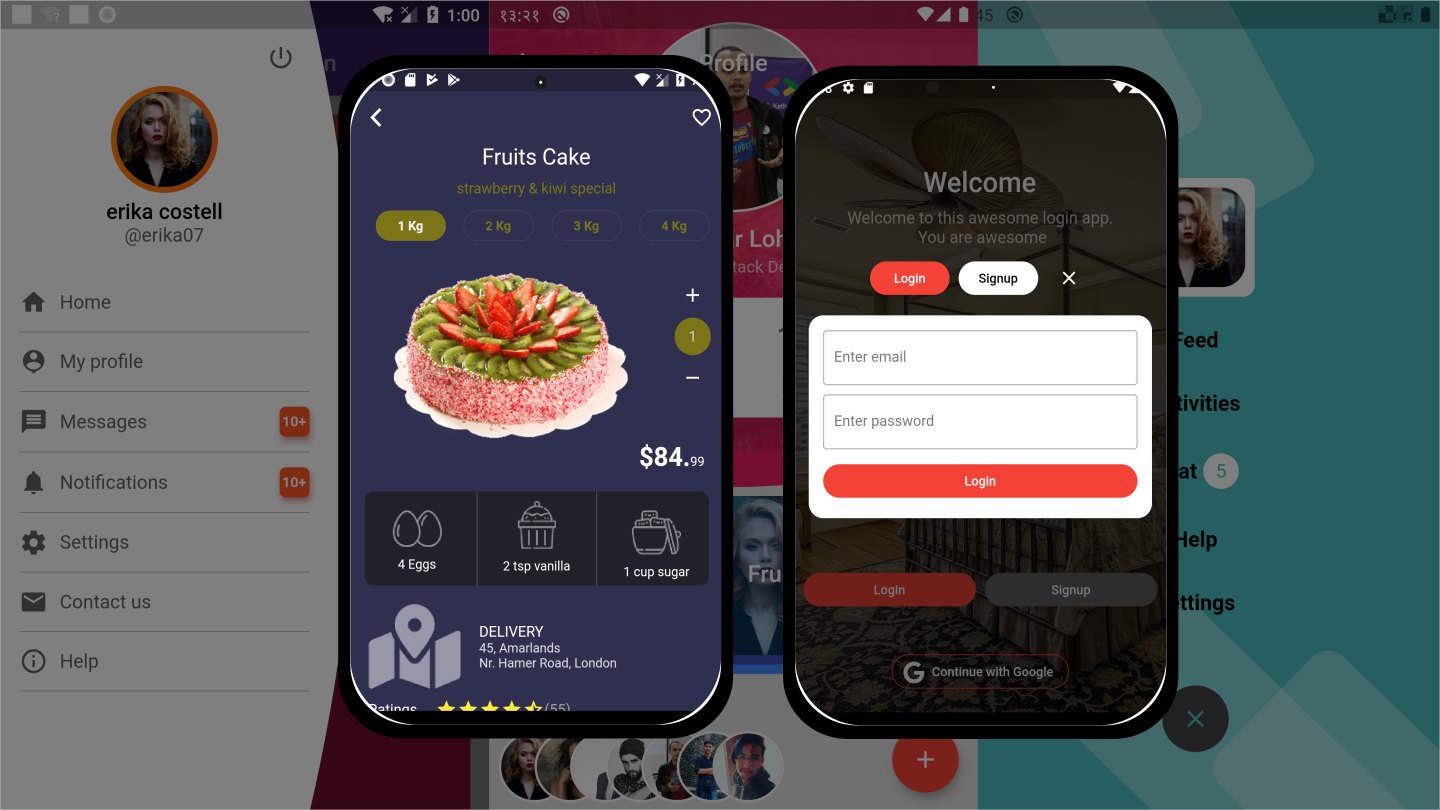 1:00
१३:२१
45
n
erika costell
@erika07
Home
My profile
Messages
10+
Notifications
10+
Settings
Contact us
Help
Fruits Cake
strawberry & kiwi special
1 Kg
2 Kg
3 Kg
4 Kg
+
1
−
$84.99
4 Eggs
2 tsp vanilla
1 cup sugar
DELIVERY
45, Amarlands
Nr. Hamer Road, London
Ratings
(55)
Profile
r Loh
tack De
Fru
Welcome
Welcome to this awesome login app.
You are awesome
Login
Signup
Enter email
Enter password
Login
Login
Signup
Continue with Google
Feed
tivities
at
5
Help
ettings